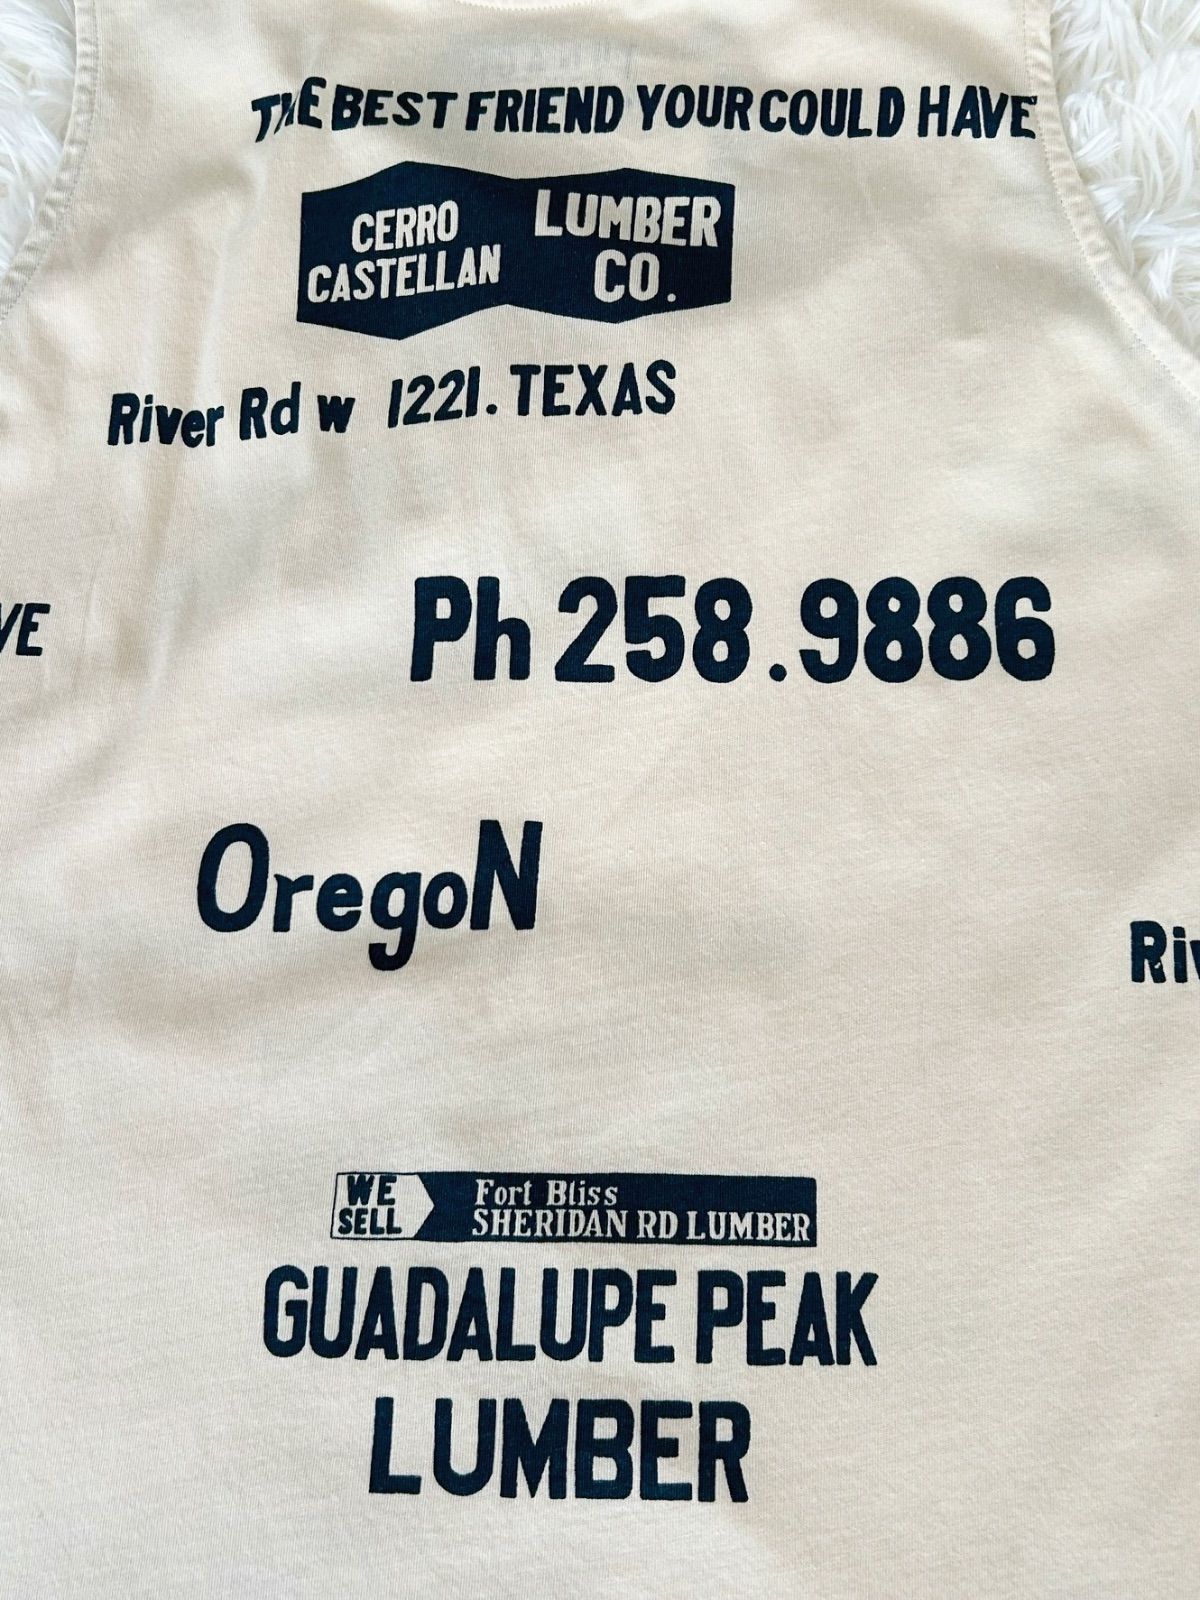 THE BEST FRIEND YOUR COULD HAVE
CERRO
CASTELLAN
LUMBER
CO.
River Rd w 1221. TEXAS
Ph 258.9886
VE
OregoN
Riv
WE
SELL
Fort Bliss
SHERIDAN RD LUMBER
GUADALUPE PEAK
LUMBER